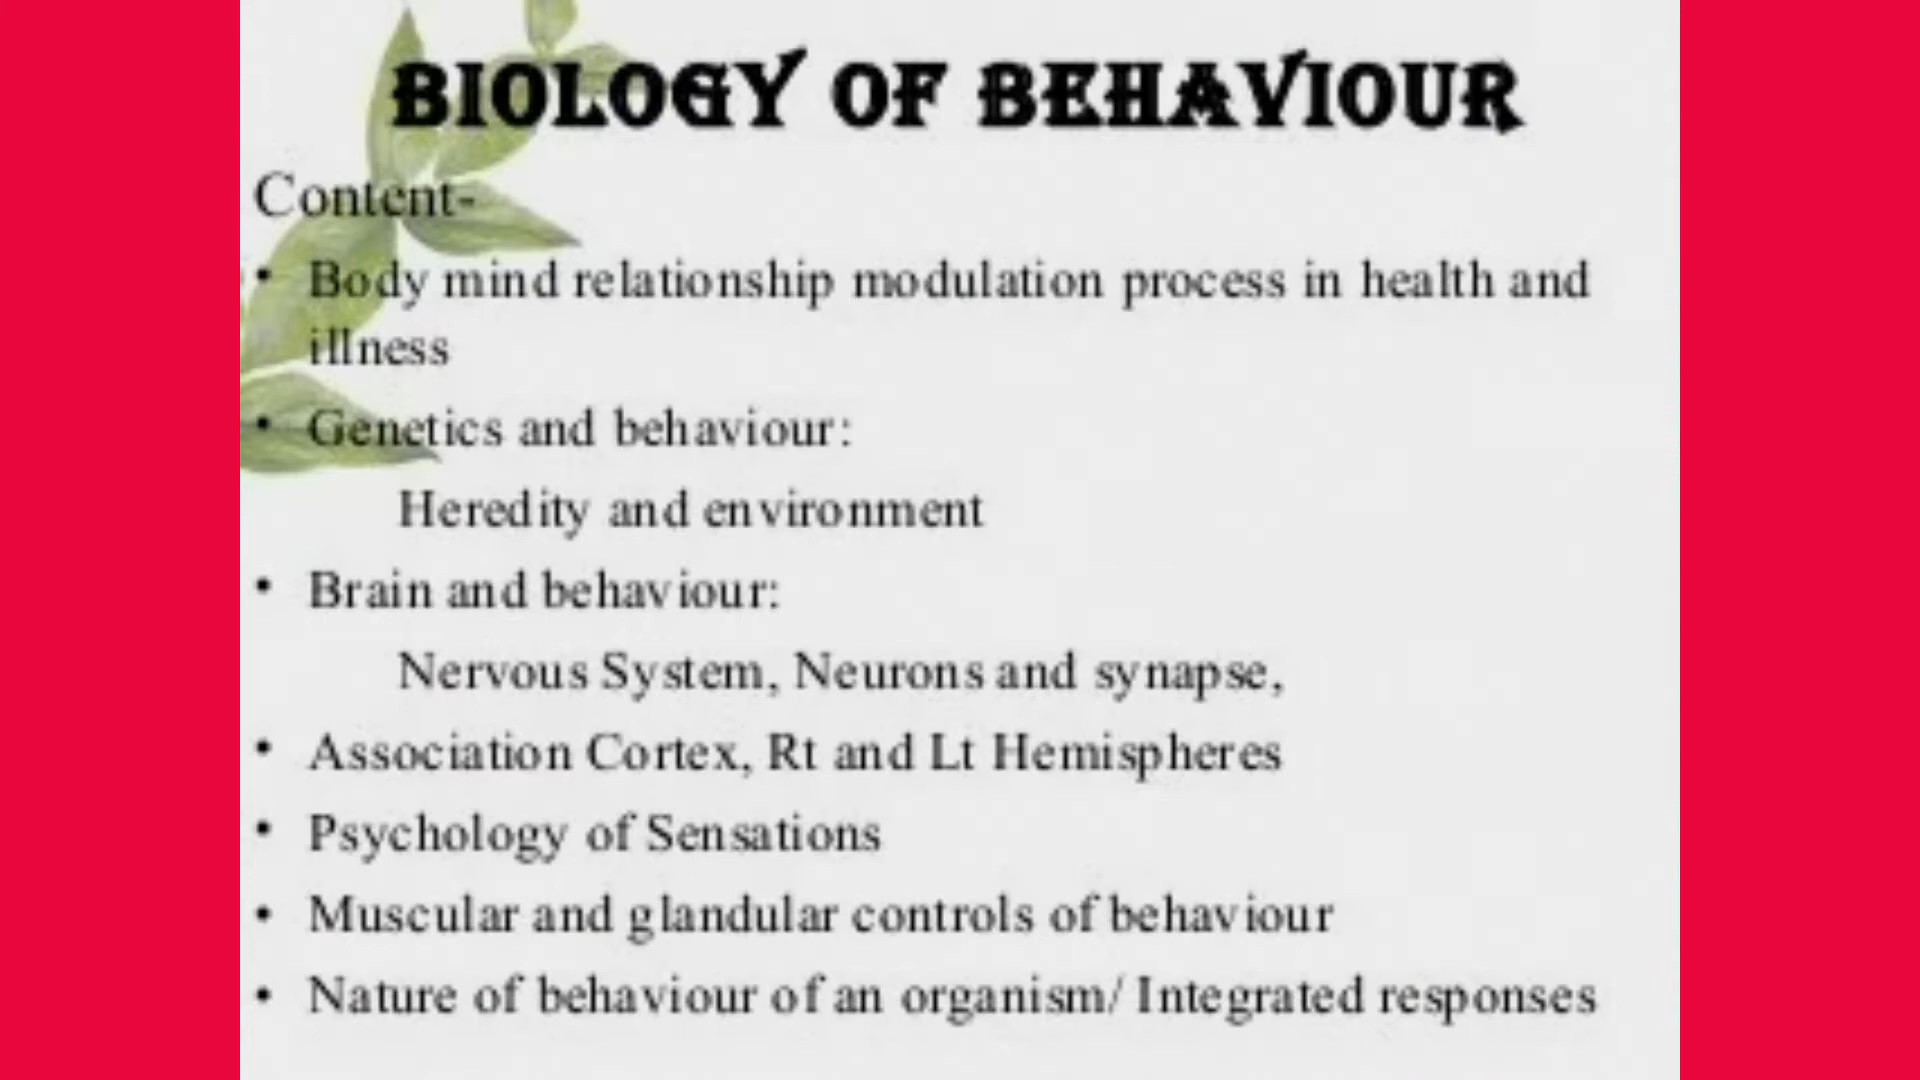 BIOLOGY OF BEHAVIOUR
Content-
• Body mind relationship modulation process in health and
illness
• Genetics and behaviour:
Heredity and environment
• Brain and behaviour:
Nervous System, Neurons and synapse,
• Association Cortex, Rt and Lt Hemispheres
• Psychology of Sensations
• Muscular and glandular controls of behaviour
• Nature of behaviour of an organism/ Integrated responses